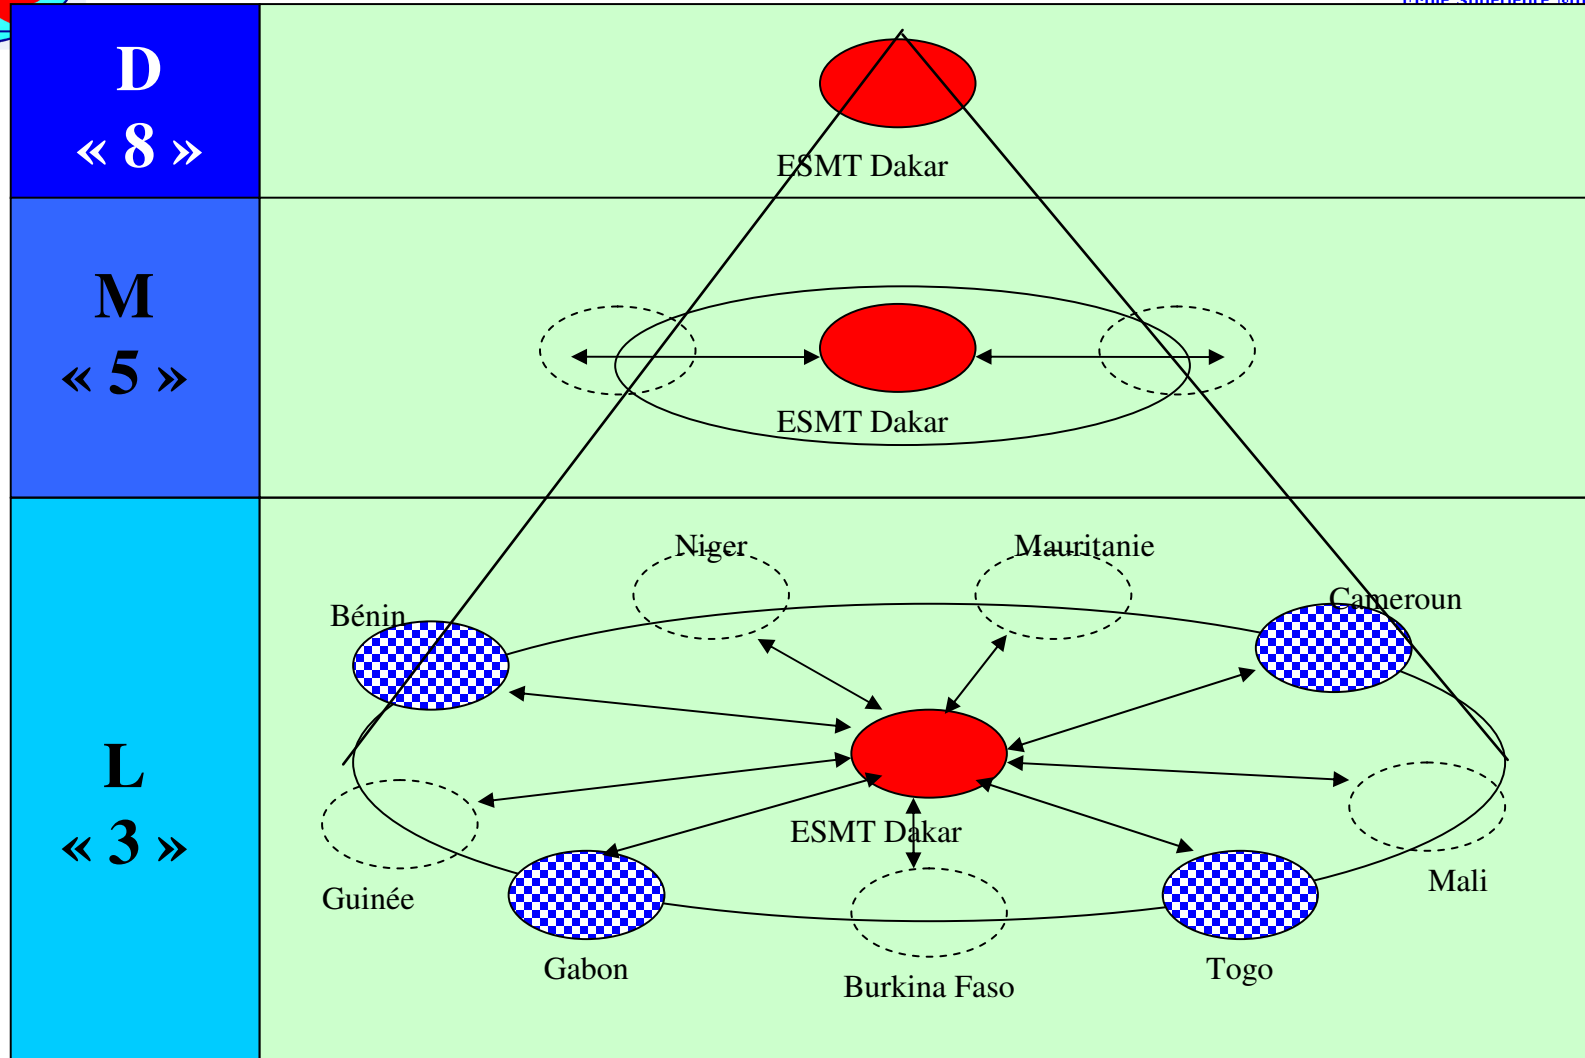 D
« 8 »
ESMT Dakar
M
« 5 »
ESMT Dakar
L
« 3 »
Niger
Mauritanie
Cameroun
Bénin
ESMT Dakar
Mali
Guinée
Gabon
Togo
Burkina Faso